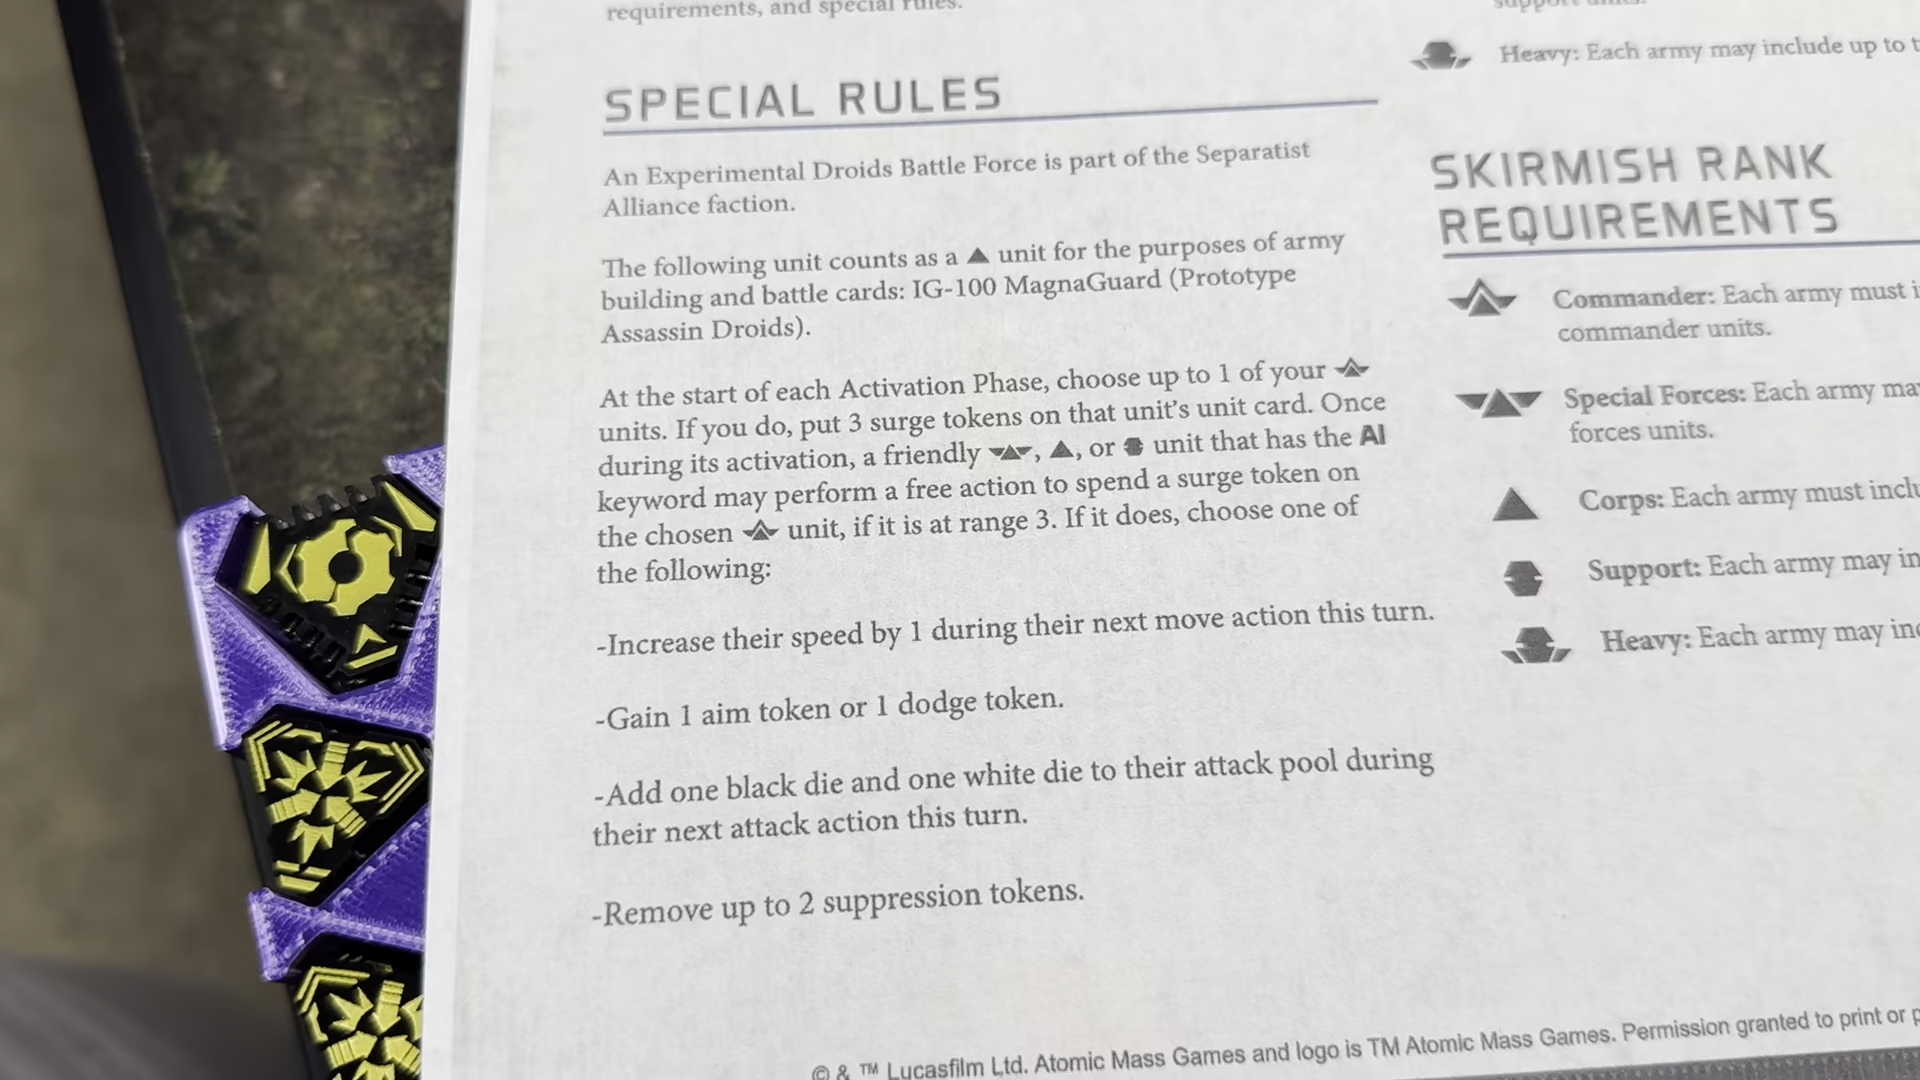 requirements, and special rules.
SPECIAL RULES
An Experimental Droids Battle Force is part of the Separatist
Alliance faction.
The following unit counts as a ▲ unit for the purposes of army
building and battle cards: IG-100 MagnaGuard (Prototype
Assassin Droids).
At the start of each Activation Phase, choose up to 1 of your
units. If you do, put 3 surge tokens on that unit's unit card. Once
during its activation, a friendly , ▲, or unit that has the AI
keyword may perform a free action to spend a surge token on
the chosen unit, if it is at range 3. If it does, choose one of
the following:
-Increase their speed by 1 during their next move action this turn.
-Gain 1 aim token or 1 dodge token.
-Add one black die and one white die to their attack pool during
their next attack action this turn.
-Remove up to 2 suppression tokens.
support units.
Heavy: Each army may include up to
SKIRMISH RANK
REQUIREMENTS
Commander: Each army must
commander units.
Special Forces: Each army
forces units.
Corps: Each army must
Support: Each army may
Heavy: Each army may
© & ™ Lucasfilm Ltd. Atomic Mass Games and logo is TM Atomic Mass Games. Permission granted to print or